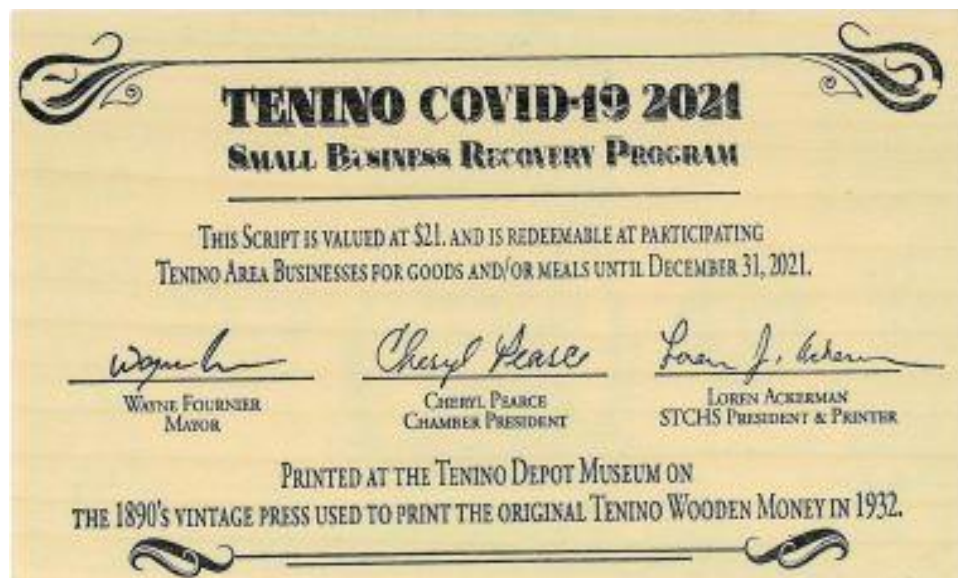 TENINO COVID-19 2021
SMALL BUSINESS RECOVERY PROGRAM
THIS SCRIPT IS VALUED AT $21. AND IS REDEEMABLE AT PARTICIPATING
TENINO AREA BUSINESSES FOR GOODS AND/OR MEALS UNTIL DECEMBER 31, 2021.
Wayne Cheryl Pearce Loren J. Ackerman
WAYNE FOURNIER CHERYL PEARCE LOREN ACKERMAN
MAYOR CHAMBER PRESIDENT STCHS PRESIDENT & PRINTER
PRINTED AT THE TENINO DEPOT MUSEUM ON
THE 1890'S VINTAGE PRESS USED TO PRINT THE ORIGINAL TENINO WOODEN MONEY IN 1932.